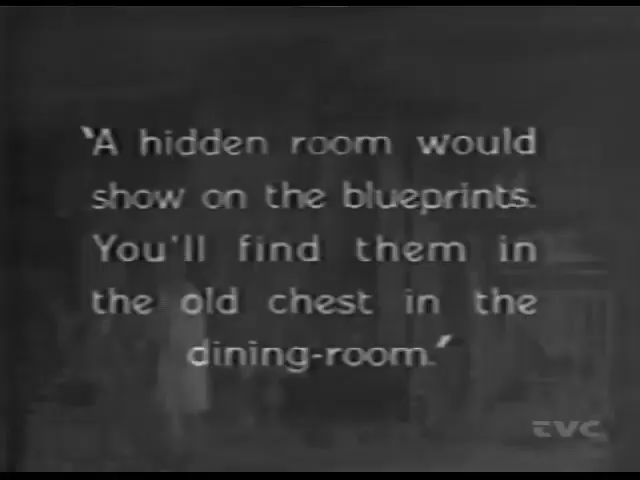 "A hidden room would
show on the blueprints.
You'll find them in
the old chest in the
dining-room."
TVC